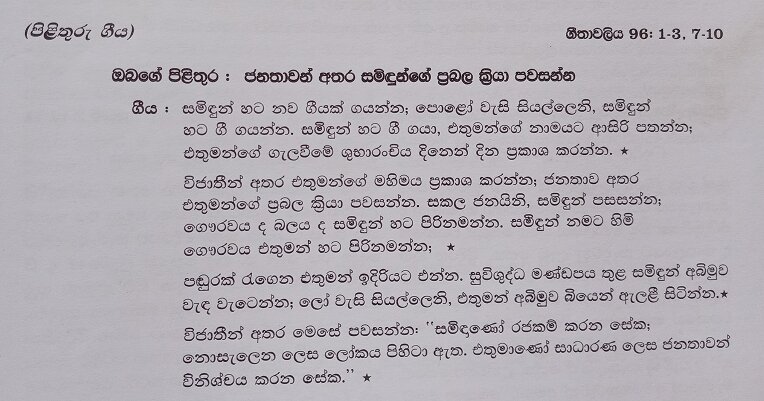 (පිළිතුරු ගීය)
ගීතාවලිය 96: 1-3, 7-10
ඔබගේ පිළිතුර : ජනතාවන් අතර සමිඳුන්ගේ ප්‍රබල ක්‍රියා පවසන්න
ගීය : සමිඳුන් හට නව ගීයක් ගයන්න; පොළෝ වැසි සියල්ලෙනි, සමිඳුන්
හට ගී ගයන්න. සමිඳුන් හට ගී ගයා, එතුමන්ගේ නාමයට ආසිරි පතන්න;
එතුමන්ගේ ගැලවීමේ ශුභාරංචිය දිනෙන් දින ප්‍රකාශ කරන්න. ★
විජාතීන් අතර එතුමන්ගේ මහිමය ප්‍රකාශ කරන්න; ජනතාව අතර
එතුමන්ගේ ප්‍රබල ක්‍රියා පවසන්න. සකල ජනයිනි, සමිඳුන් පසසන්න;
ගෞරවය ද බලය ද සමිඳුන් හට පිරිනමන්න. සමිඳුන් නමට හිමි
ගෞරවය එතුමන් හට පිරිනමන්න; ★
පඬුරක් රැගෙන එතුමන් ඉදිරියට එන්න. සුවිශුද්ධ මණ්ඩපය තුළ සමිඳුන් අබිමුව
වැඳ වැටෙන්න; ලෝ වැසි සියල්ලෙනි, එතුමන් අබිමුව බියෙන් ඇලළී සිටින්න.★
විජාතීන් අතර මෙසේ පවසන්න: "සමිඳාණෝ රජකම් කරන සේක;
නොසැලෙන ලෙස ලෝකය පිහිටා ඇත. එතුමාණෝ සාධාරණ ලෙස ජනතාවන්
විනිශ්චය කරන සේක." ★